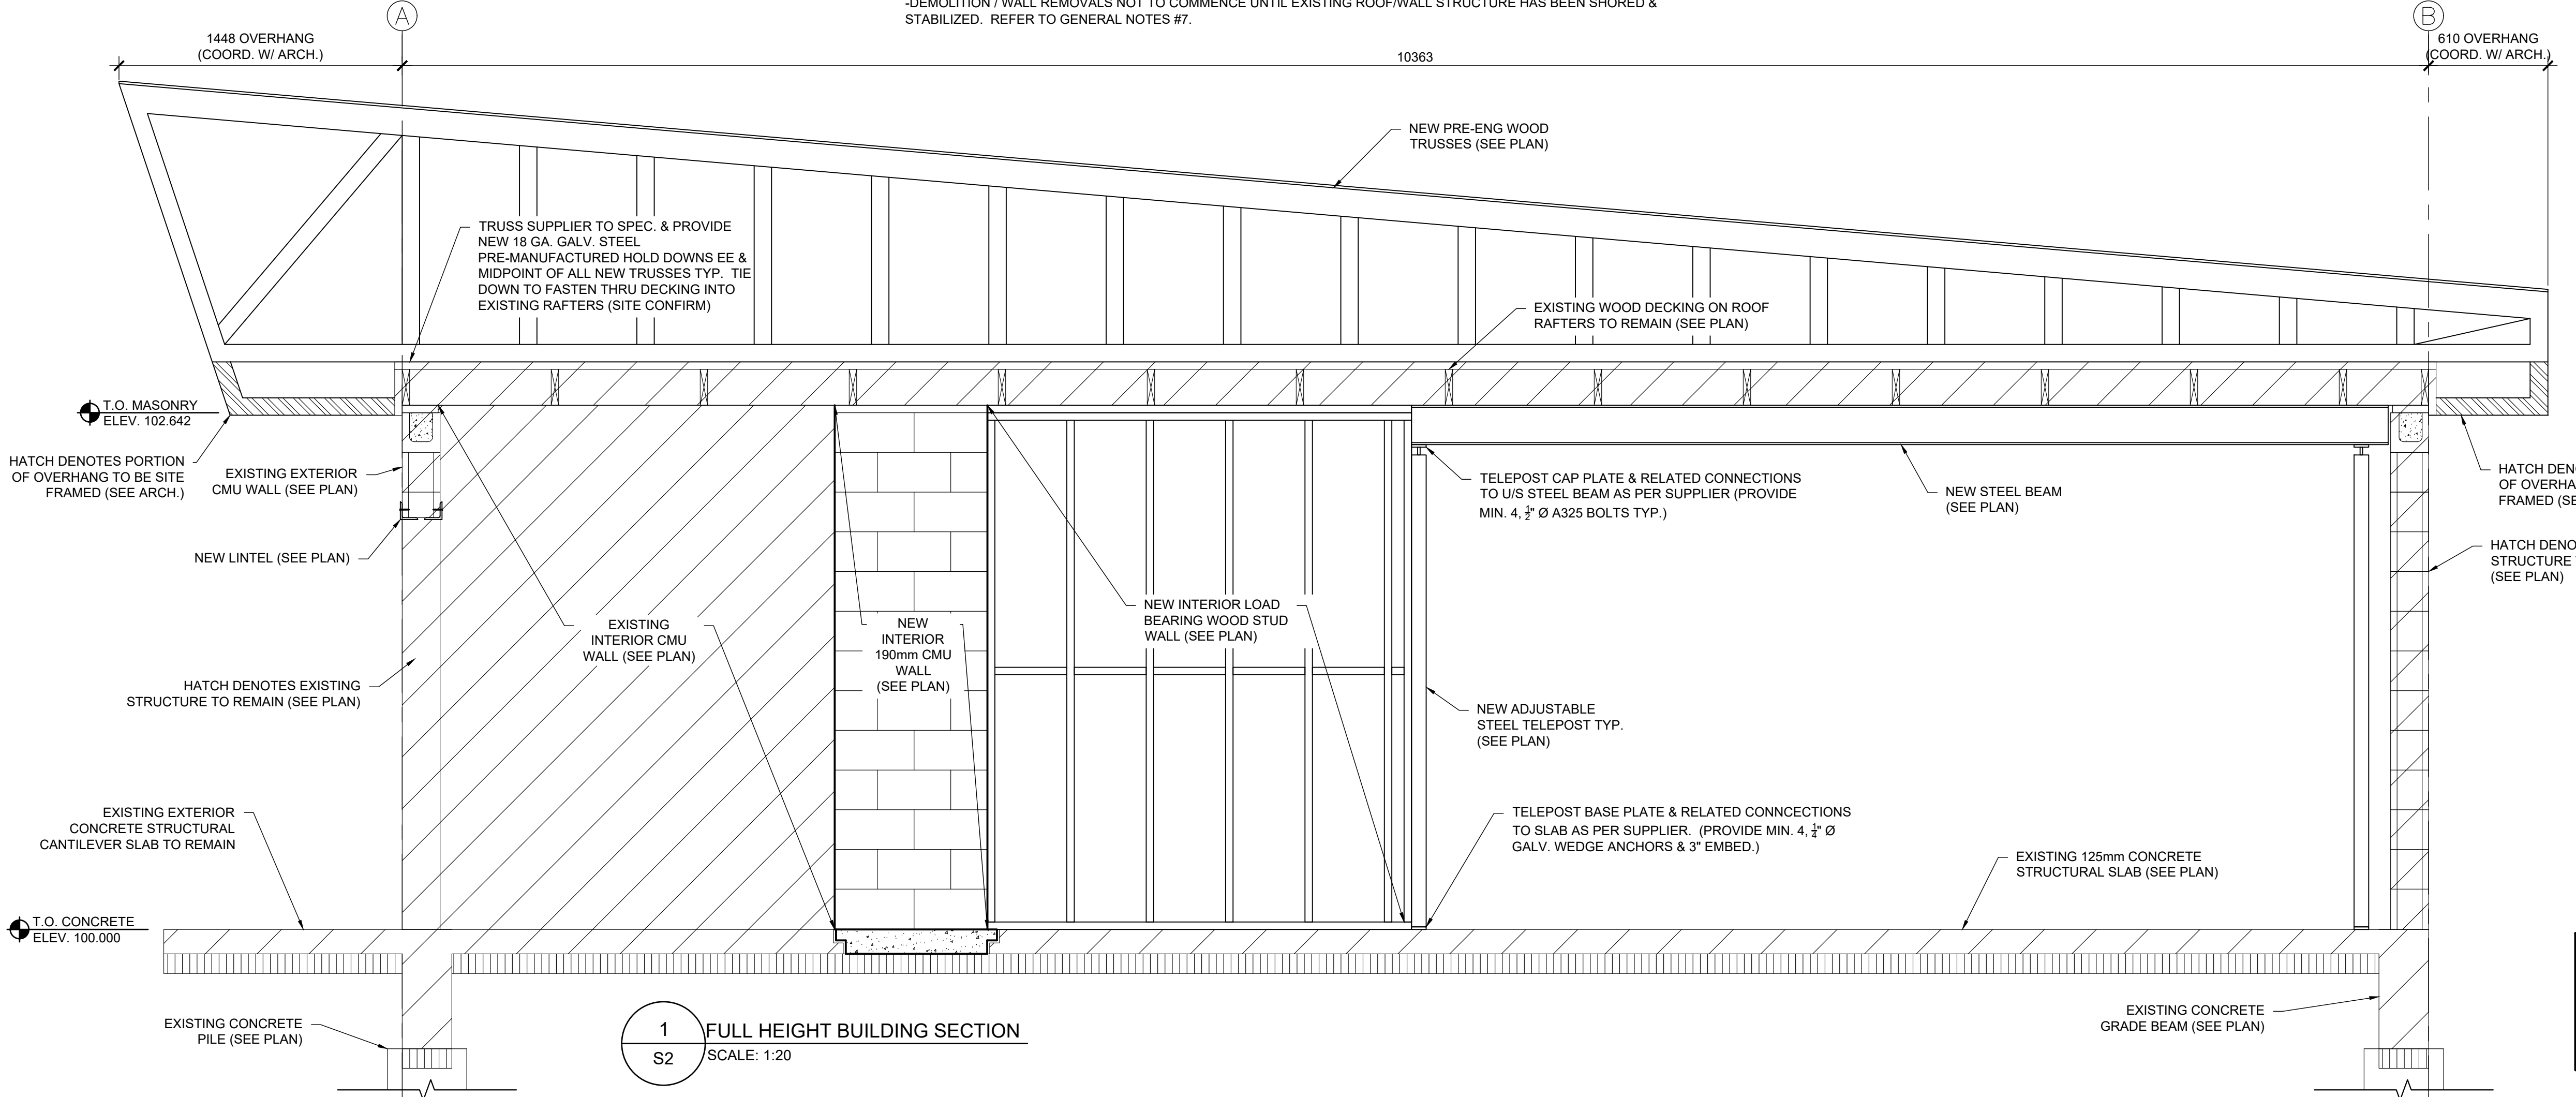 -DEMOLITION / WALL REMOVALS NOT TO COMMENCE UNTIL EXISTING ROOF/WALL STRUCTURE HAS BEEN SHORED &
STABILIZED. REFER TO GENERAL NOTES #7.
A
B
1448 OVERHANG
(COORD. W/ ARCH.)
10363
610 OVERHANG
(COORD. W/ ARCH.)
NEW PRE-ENG WOOD
TRUSSES (SEE PLAN)
TRUSS SUPPLIER TO SPEC. & PROVIDE
NEW 18 GA. GALV. STEEL
PRE-MANUFACTURED HOLD DOWNS EE &
MIDPOINT OF ALL NEW TRUSSES TYP. TIE
DOWN TO FASTEN THRU DECKING INTO
EXISTING RAFTERS (SITE CONFIRM)
EXISTING WOOD DECKING ON ROOF
RAFTERS TO REMAIN (SEE PLAN)
T.O. MASONRY
ELEV. 102.642
HATCH DENOTES PORTION
OF OVERHANG TO BE SITE
FRAMED (SEE ARCH.)
EXISTING EXTERIOR
CMU WALL (SEE PLAN)
NEW LINTEL (SEE PLAN)
TELEPOST CAP PLATE & RELATED CONNECTIONS
TO U/S STEEL BEAM AS PER SUPPLIER (PROVIDE
MIN. 4, ½" Ø A325 BOLTS TYP.)
NEW STEEL BEAM
(SEE PLAN)
HATCH DEN
OF OVERHA
FRAMED (SE
HATCH DENO
STRUCTURE
(SEE PLAN)
EXISTING
INTERIOR CMU
WALL (SEE PLAN)
NEW
INTERIOR
190mm CMU
WALL
(SEE PLAN)
NEW INTERIOR LOAD
BEARING WOOD STUD
WALL (SEE PLAN)
HATCH DENOTES EXISTING
STRUCTURE TO REMAIN (SEE PLAN)
NEW ADJUSTABLE
STEEL TELEPOST TYP.
(SEE PLAN)
EXISTING EXTERIOR
CONCRETE STRUCTURAL
CANTILEVER SLAB TO REMAIN
TELEPOST BASE PLATE & RELATED CONNCECTIONS
TO SLAB AS PER SUPPLIER. (PROVIDE MIN. 4, ¼" Ø
GALV. WEDGE ANCHORS & 3" EMBED.)
EXISTING 125mm CONCRETE
STRUCTURAL SLAB (SEE PLAN)
T.O. CONCRETE
ELEV. 100.000
EXISTING CONCRETE
PILE (SEE PLAN)
EXISTING CONCRETE
GRADE BEAM (SEE PLAN)
1
S2
FULL HEIGHT BUILDING SECTION
SCALE: 1:20